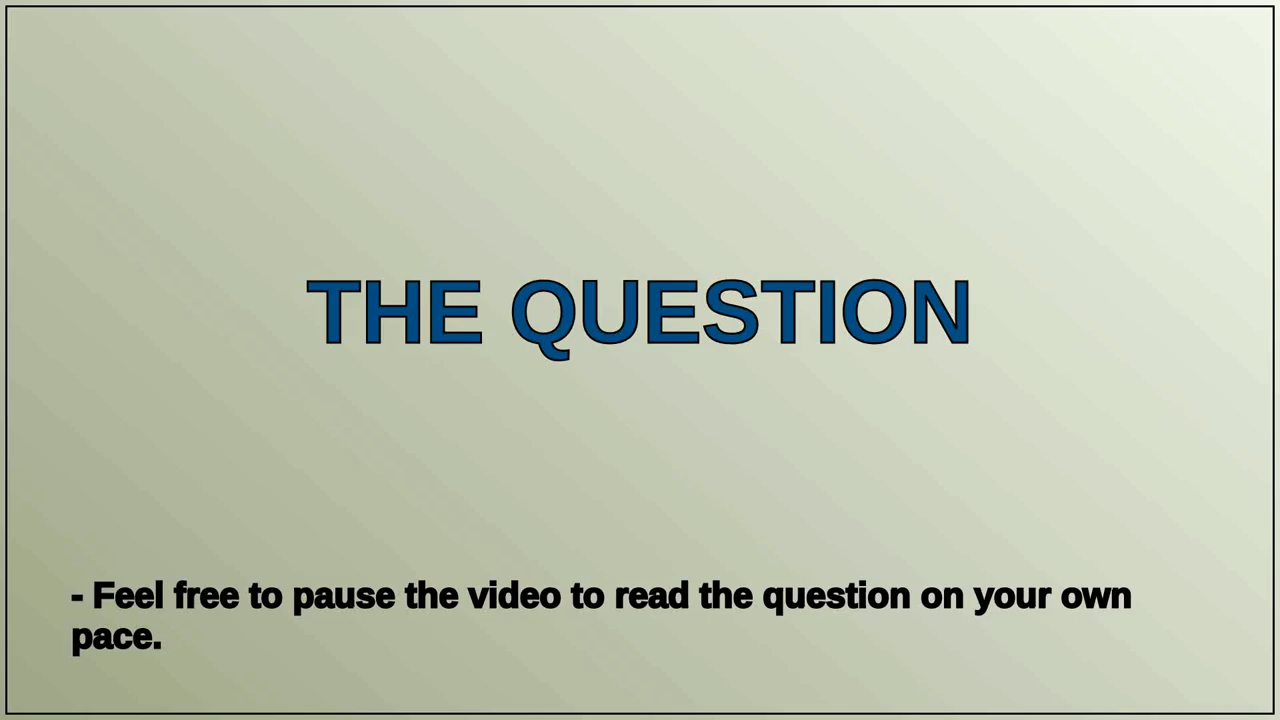 THE QUESTION
- Feel free to pause the video to read the question on your own
pace.